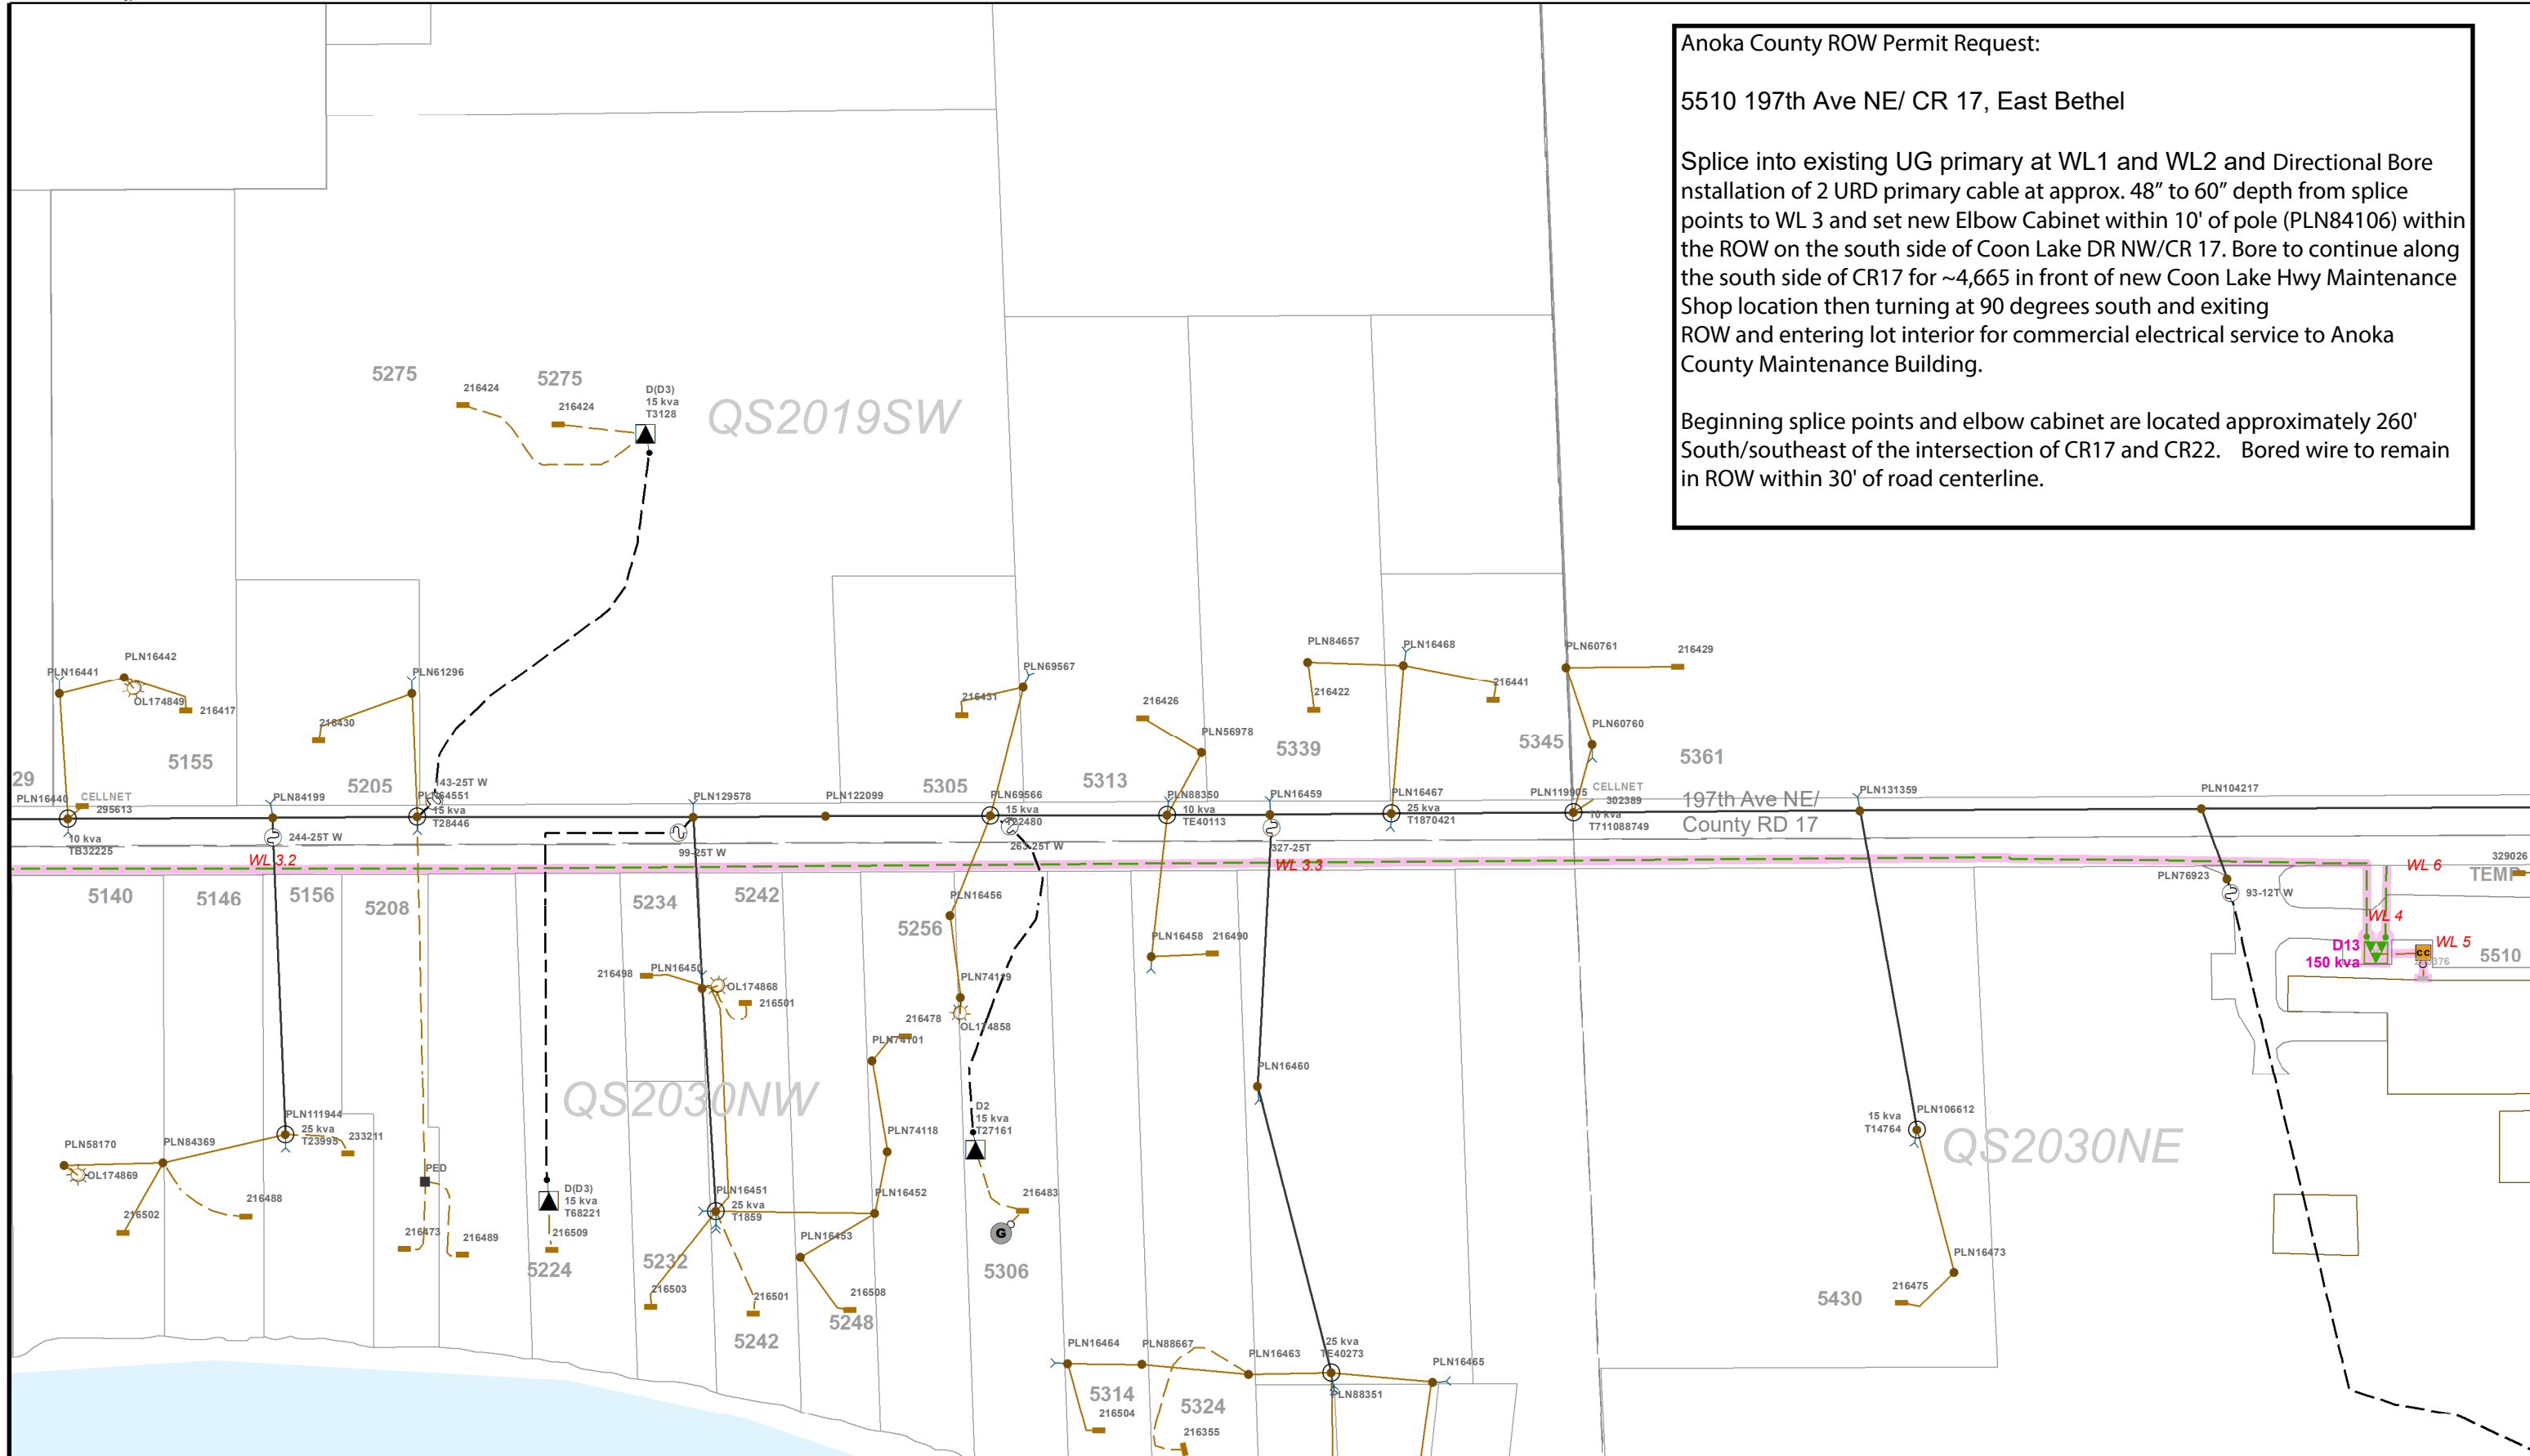 Anoka County ROW Permit Request:
5510 197th Ave NE/ CR 17, East Bethel
Splice into existing UG primary at WL1 and WL2 and Directional Bore
nstallation of 2 URD primary cable at approx. 48” to 60” depth from splice
points to WL 3 and set new Elbow Cabinet within 10' of pole (PLN84106) within
the ROW on the south side of Coon Lake DR NW/CR 17. Bore to continue along
the south side of CR17 for ~4,665 in front of new Coon Lake Hwy Maintenance
Shop location then turning at 90 degrees south and exiting
ROW and entering lot interior for commercial electrical service to Anoka
County Maintenance Building.
Beginning splice points and elbow cabinet are located approximately 260'
South/southeast of the intersection of CR17 and CR22. Bored wire to remain
in ROW within 30' of road centerline.
5275
216424
5275
216424
D(D3)
15 kva
T3128
QS2019SW
PLN16441
PLN16442
OL174849
216417
5155
29
PLN16440
CELLNET
295613
10 kva
TB32225
PLN61296
216430
5205
PLN84199
244-25T W
143-25T W
PLN64551
15 kva
T28446
PLN129578
99-25T W
PLN122099
PLN69567
216431
5305
PLN69566
15 kva
T22480
263-25T W
216426
PLN56978
5313
PLN88350
10 kva
TE40113
PLN16459
327-25T
5339
PLN84657
216422
PLN16468
216441
PLN16467
25 kva
T1870421
5345
PLN60761
216429
PLN60760
5361
CELLNET
302389
PLN119905
10 kva
T711088749
197th Ave NE/
County RD 17
PLN131359
PLN104217
WL 3.2
WL 3.3
WL 6
329026
TEMP
PLN76923
93-12T W
WL 4
D13
150 kva
WL 5
CC
5510
5140
5146
5156
5208
5234
5242
5256
PLN16456
PLN16458
216490
216498
PLN16450
OL174868
216501
PLN74119
OL174858
216478
PLN74101
QS2030NW
PLN16460
D2
15 kva
T27161
15 kva
T14764
PLN106612
QS2030NE
PLN111944
25 kva
T23995
233211
PLN58170
PLN84369
OL174869
216488
216502
PED
216473
216489
D(D3)
15 kva
T68221
216509
5224
PLN16451
25 kva
T1859
PLN74118
PLN16452
PLN16453
216483
G
5306
5232
216503
216501
5242
216508
5248
PLN16473
216475
5430
PLN16464
PLN88667
PLN16463
25 kva
TE40273
PLN16465
PLN88351
5314
216504
5324
216355